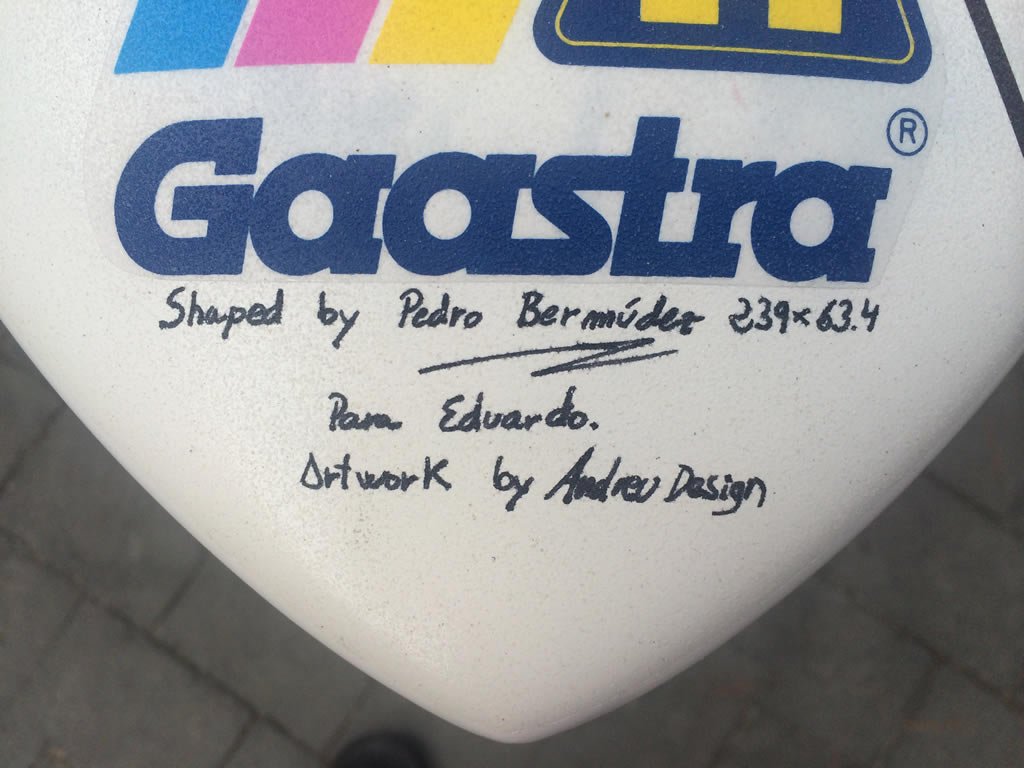 Gaastra ®
Shaped by Pedro Bermúdez 239 x 63.4
Para Eduardo.
Artwork by Andreu Design